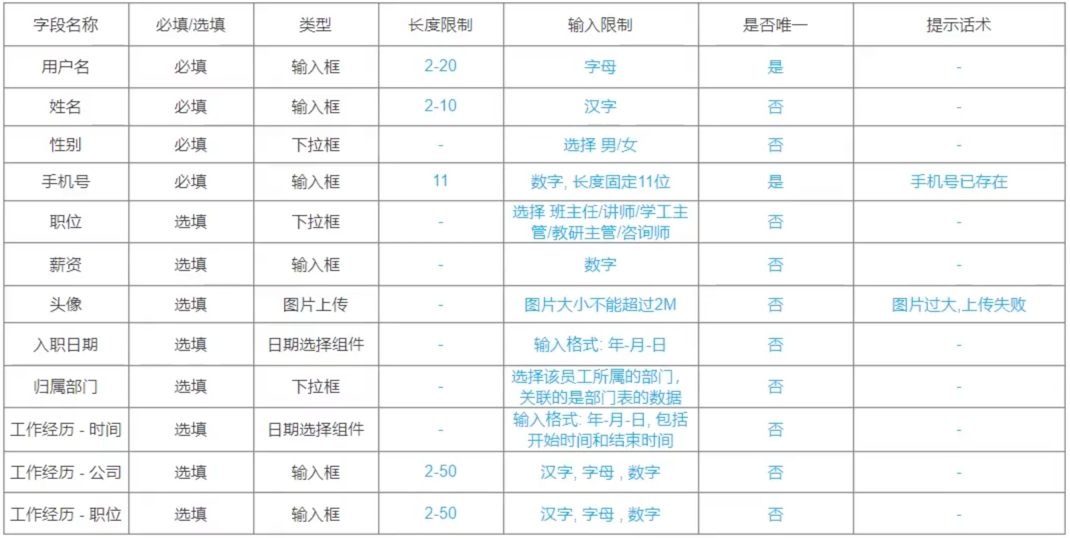 字段名称 必填/选填 类型 长度限制 输入限制 是否唯一 提示话术
用户名 必填 输入框 2-20 字母 是 -
姓名 必填 输入框 2-10 汉字 否 -
性别 必填 下拉框 - 选择 男/女 否 -
手机号 必填 输入框 11 数字, 长度固定11位 是 手机号已存在
职位 选填 下拉框 - 选择 班主任/讲师/学工主
管/教研主管/咨询师 否 -
薪资 选填 输入框 - 数字 否 -
头像 选填 图片上传 - 图片大小不能超过2M 否 图片过大,上传失败
入职日期 选填 日期选择组件 - 输入格式: 年-月-日 否 -
归属部门 选填 下拉框 - 选择该员工所属的部门，
关联的是部门表的数据 否 -
工作经历 - 时间 选填 日期选择组件 - 输入格式: 年-月-日, 包括
开始时间和结束时间 否 -
工作经历 - 公司 选填 输入框 2-50 汉字, 字母 , 数字 否 -
工作经历 - 职位 选填 输入框 2-50 汉字, 字母 , 数字 否 -